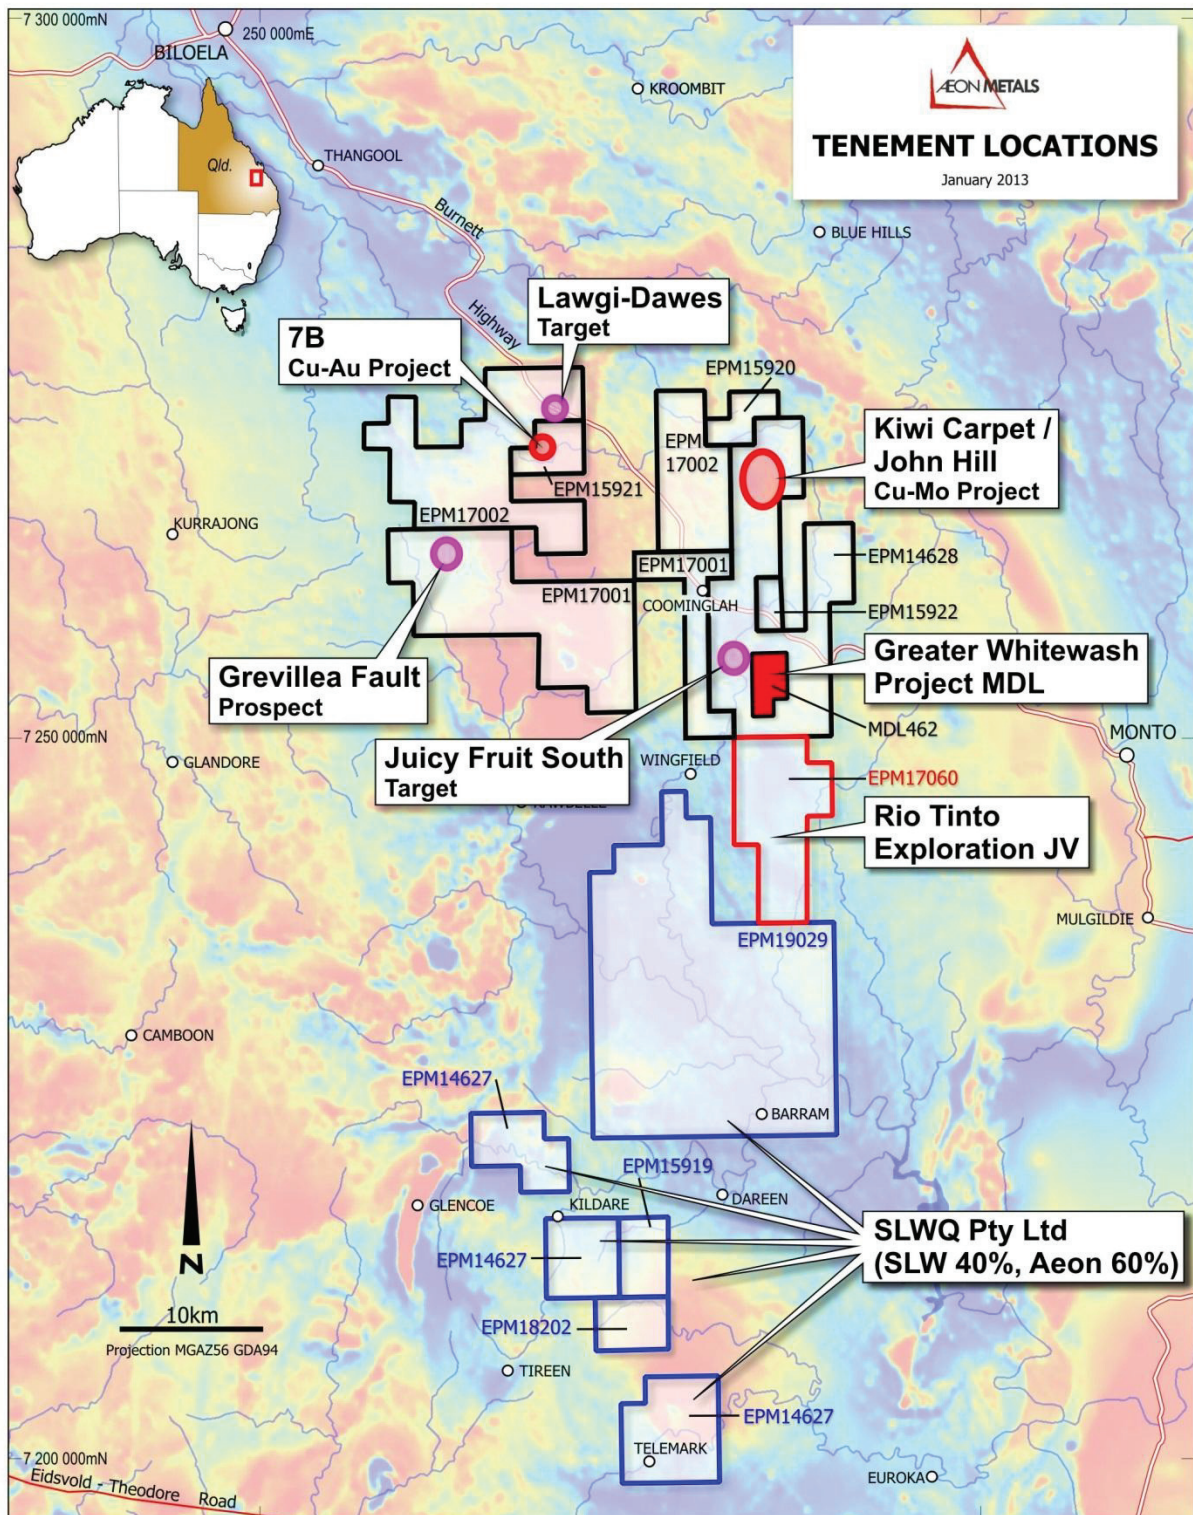 7 300 000mN
250 000mE
BILOELA
KROOMBIT
AEON METALS
TENEMENT LOCATIONS
January 2013
Qld.
THANGOOL
Burnett
Highway
BLUE HILLS
Lawgi-Dawes
Target
7B
Cu-Au Project
EPM15920
Kiwi Carpet /
John Hill
Cu-Mo Project
EPM
17002
EPM15921
EPM17002
KURRAJONG
EPM17001
EPM17001
EPM14628
COOMINGLAH
EPM15922
Grevillea Fault
Prospect
Greater Whitewash
Project MDL
MDL462
7 250 000mN
Juicy Fruit South
Target
MONTO
GLANDORE
WINGFIELD
EPM17060
Rio Tinto
Exploration JV
MULGILDIE
EPM19029
CAMBOON
EPM14627
BARRAM
EPM15919
GLENCOE
KILDARE
DAREEN
SLWQ Pty Ltd
(SLW 40%, Aeon 60%)
N
EPM14627
10km
EPM18202
Projection MGAZ56 GDA94
TIREEN
EPM14627
TELEMARK
7 200 000mN
EUROKA
Eidsvold - Theodore Road